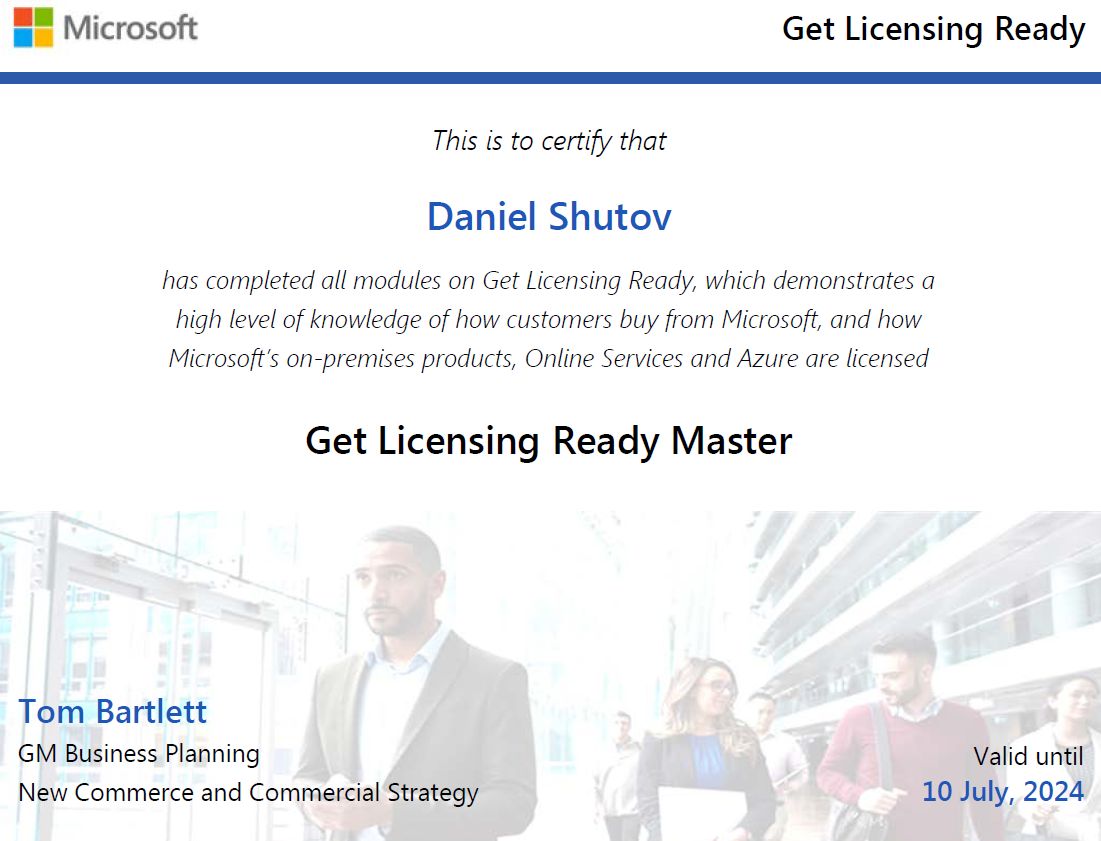 Microsoft
Get Licensing Ready
This is to certify that
Daniel Shutov
has completed all modules on Get Licensing Ready, which demonstrates a
high level of knowledge of how customers buy from Microsoft, and how
Microsoft's on-premises products, Online Services and Azure are licensed
Get Licensing Ready Master
Tom Bartlett
GM Business Planning
New Commerce and Commercial Strategy
Valid until
10 July, 2024